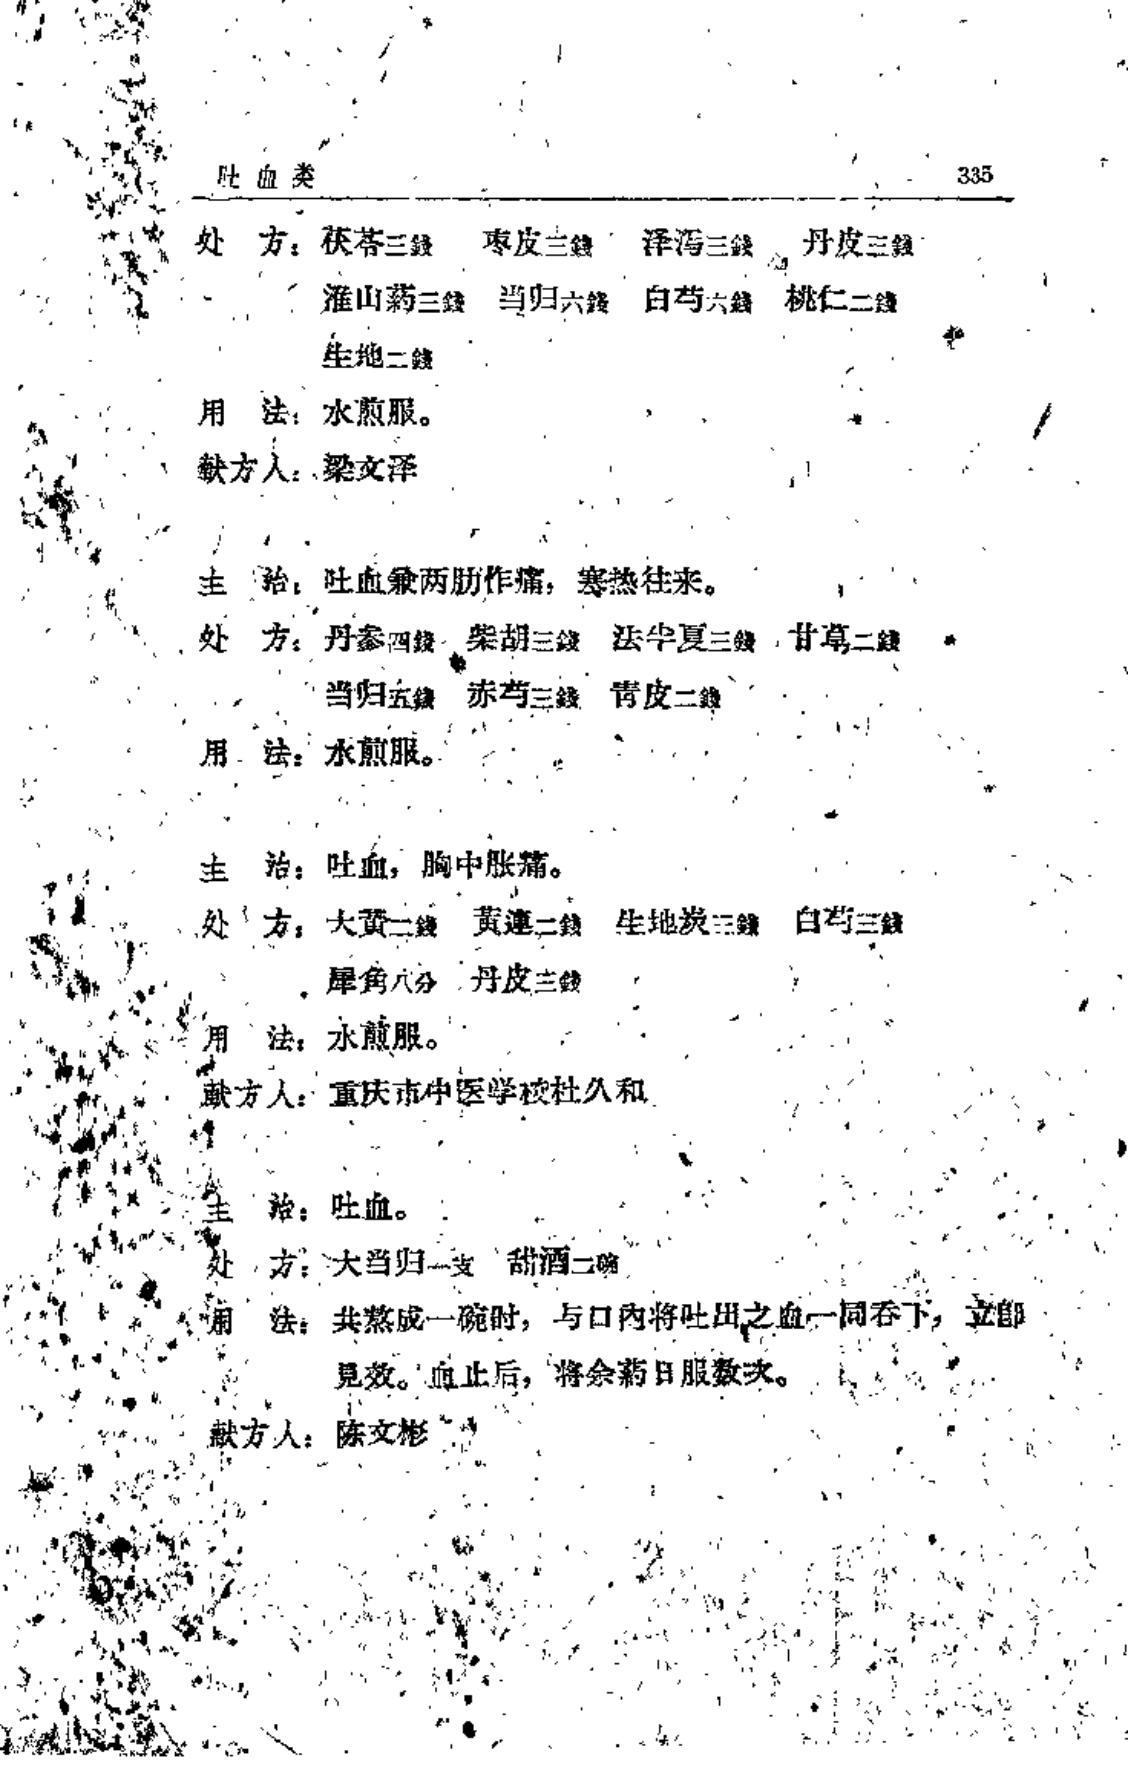 吐血类 335
处 方：茯苓三錢 枣皮三錢 泽泻三錢 丹皮三錢
淮山药三錢 当归六錢 白芍六錢 桃仁二錢
生地二錢
用 法：水煎服。
献方人：梁文泽
主 治：吐血兼两肋作痛，寒热往来。
处 方：丹参四錢 柴胡三錢 法半夏三錢 甘草二錢
当归五錢 赤芍三錢 青皮二錢
用 法：水煎服。
主 治：吐血，胸中胀痛。
处 方：大黄二錢 黄連二錢 生地炭三錢 白芍三錢
犀角八分 丹皮三錢
用 法：水煎服。
献方人：重庆市中医学校杜久和
主 治：吐血。
处 方：大当归一支 甜酒二碗
用 法：共熬成一碗时，与口内将吐出之血一同吞下，立即
見效。血止后，将余药日服数次。
献方人：陈文彬